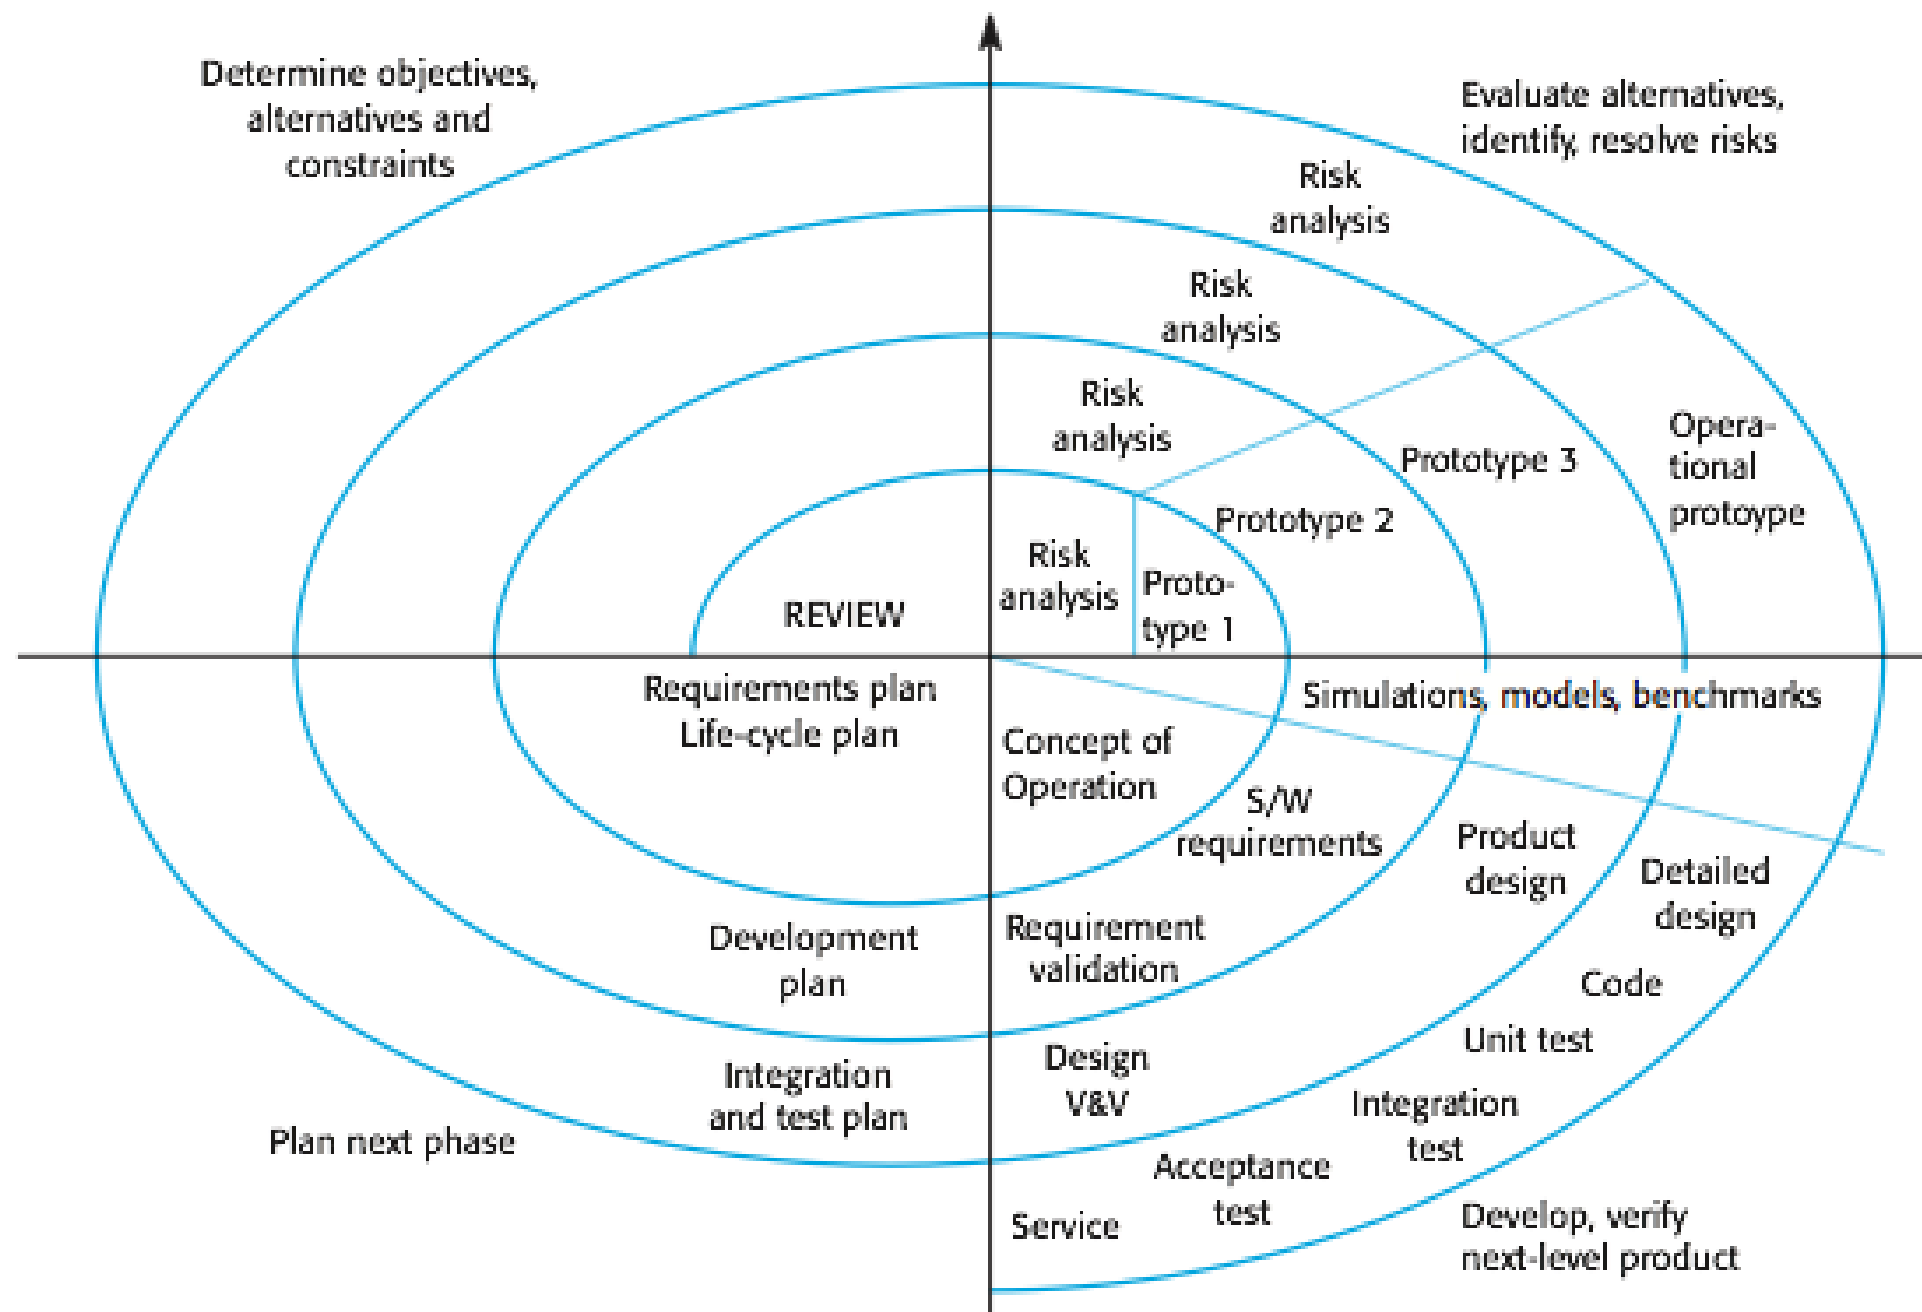 Determine objectives,
alternatives and
constraints
Evaluate alternatives,
identify, resolve risks
Risk
analysis
Risk
analysis
Risk
analysis
Risk
analysis
Proto-
type 1
Prototype 2
Prototype 3
Opera-
tional
protoype
REVIEW
Requirements plan
Life-cycle plan
Simulations, models, benchmarks
Concept of
Operation
S/W
requirements
Product
design
Detailed
design
Development
plan
Requirement
validation
Code
Unit test
Integration
and test plan
Design
V&V
Integration
test
Plan next phase
Acceptance
test
Service
Develop, verify
next-level product